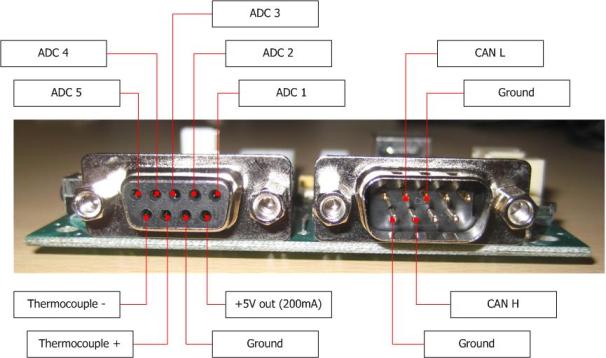 ADC 3
ADC 4
ADC 2
CAN L
ADC 5
ADC 1
Ground
Thermocouple -
+5V out (200mA)
CAN H
Thermocouple +
Ground
Ground